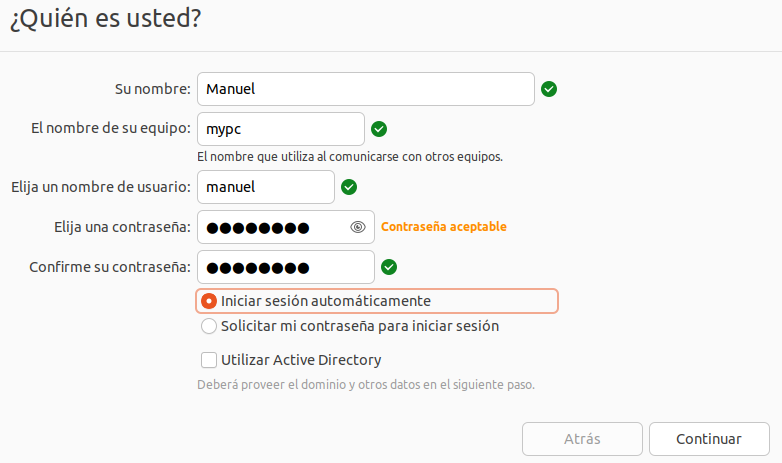 ¿Quién es usted?
Su nombre: Manuel
El nombre de su equipo: mypc
El nombre que utiliza al comunicarse con otros equipos.
Elija un nombre de usuario: manuel
Elija una contraseña: ●●●●●●●● Contraseña aceptable
Confirme su contraseña: ●●●●●●●●
Iniciar sesión automáticamente
Solicitar mi contraseña para iniciar sesión
Utilizar Active Directory
Deberá proveer el dominio y otros datos en el siguiente paso.
Atrás Continuar